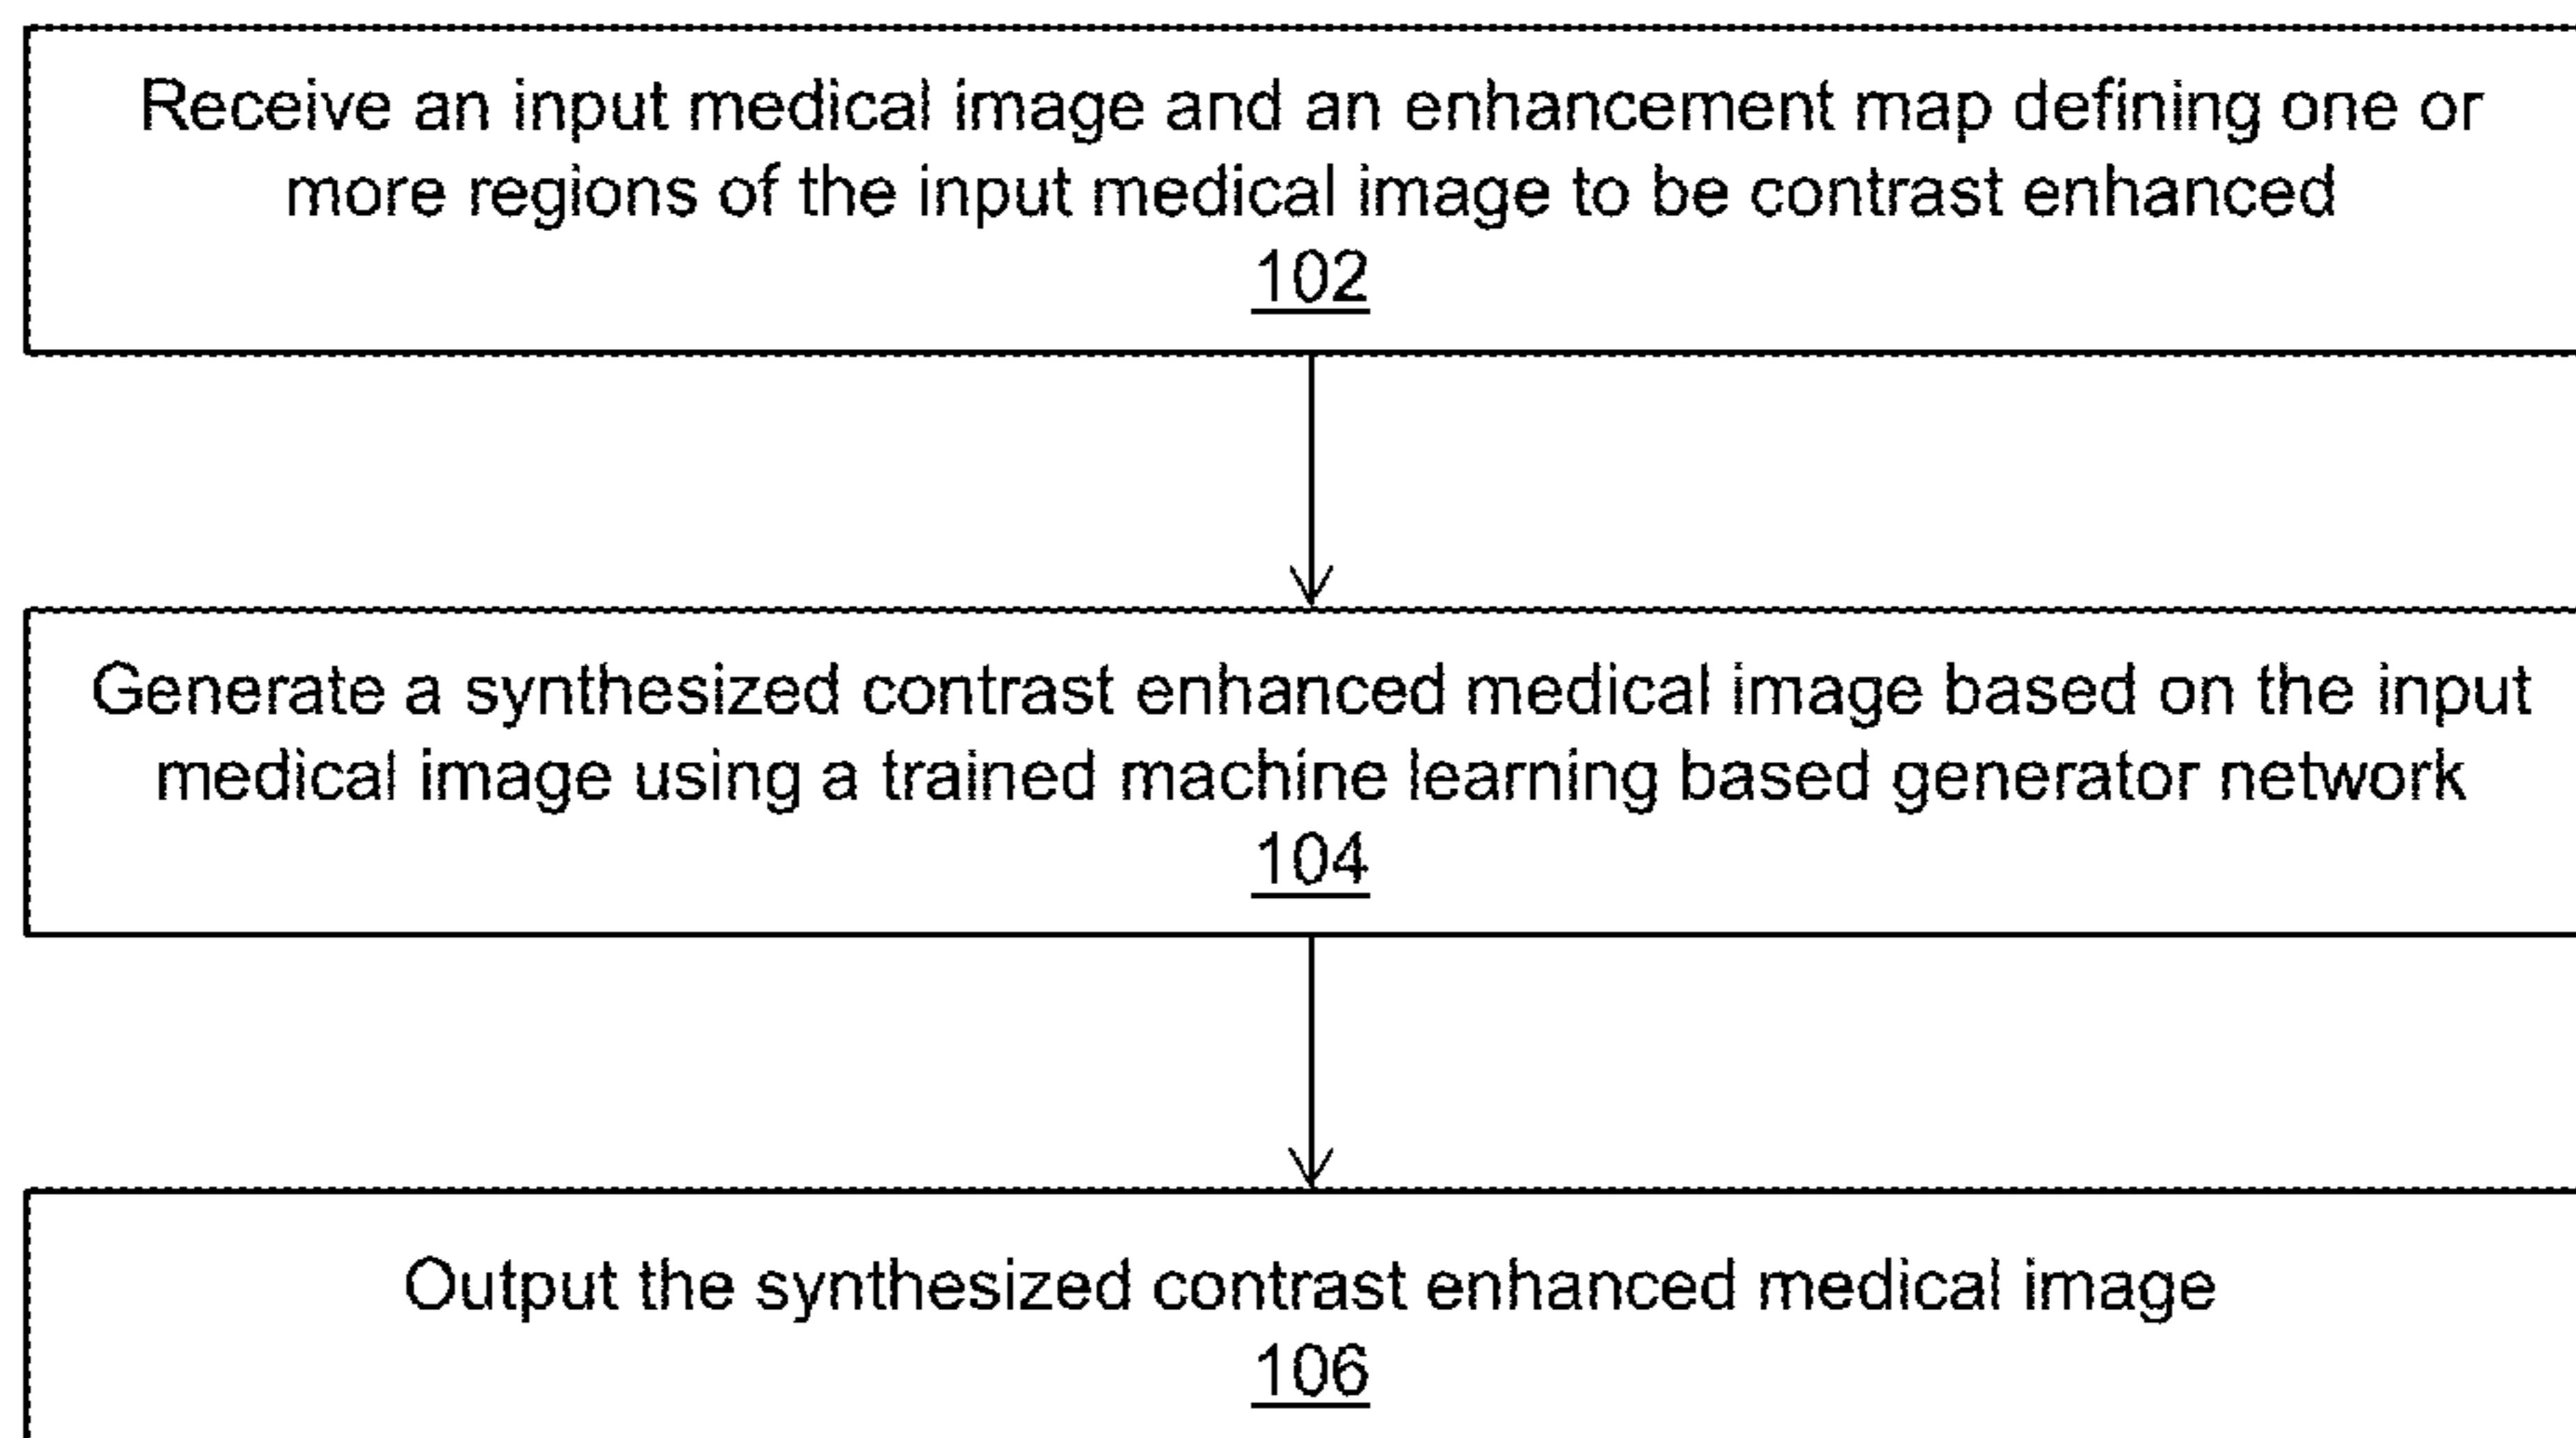 Receive an input medical image and an enhancement map defining one or
more regions of the input medical image to be contrast enhanced
102
Generate a synthesized contrast enhanced medical image based on the input
medical image using a trained machine learning based generator network
104
Output the synthesized contrast enhanced medical image
106